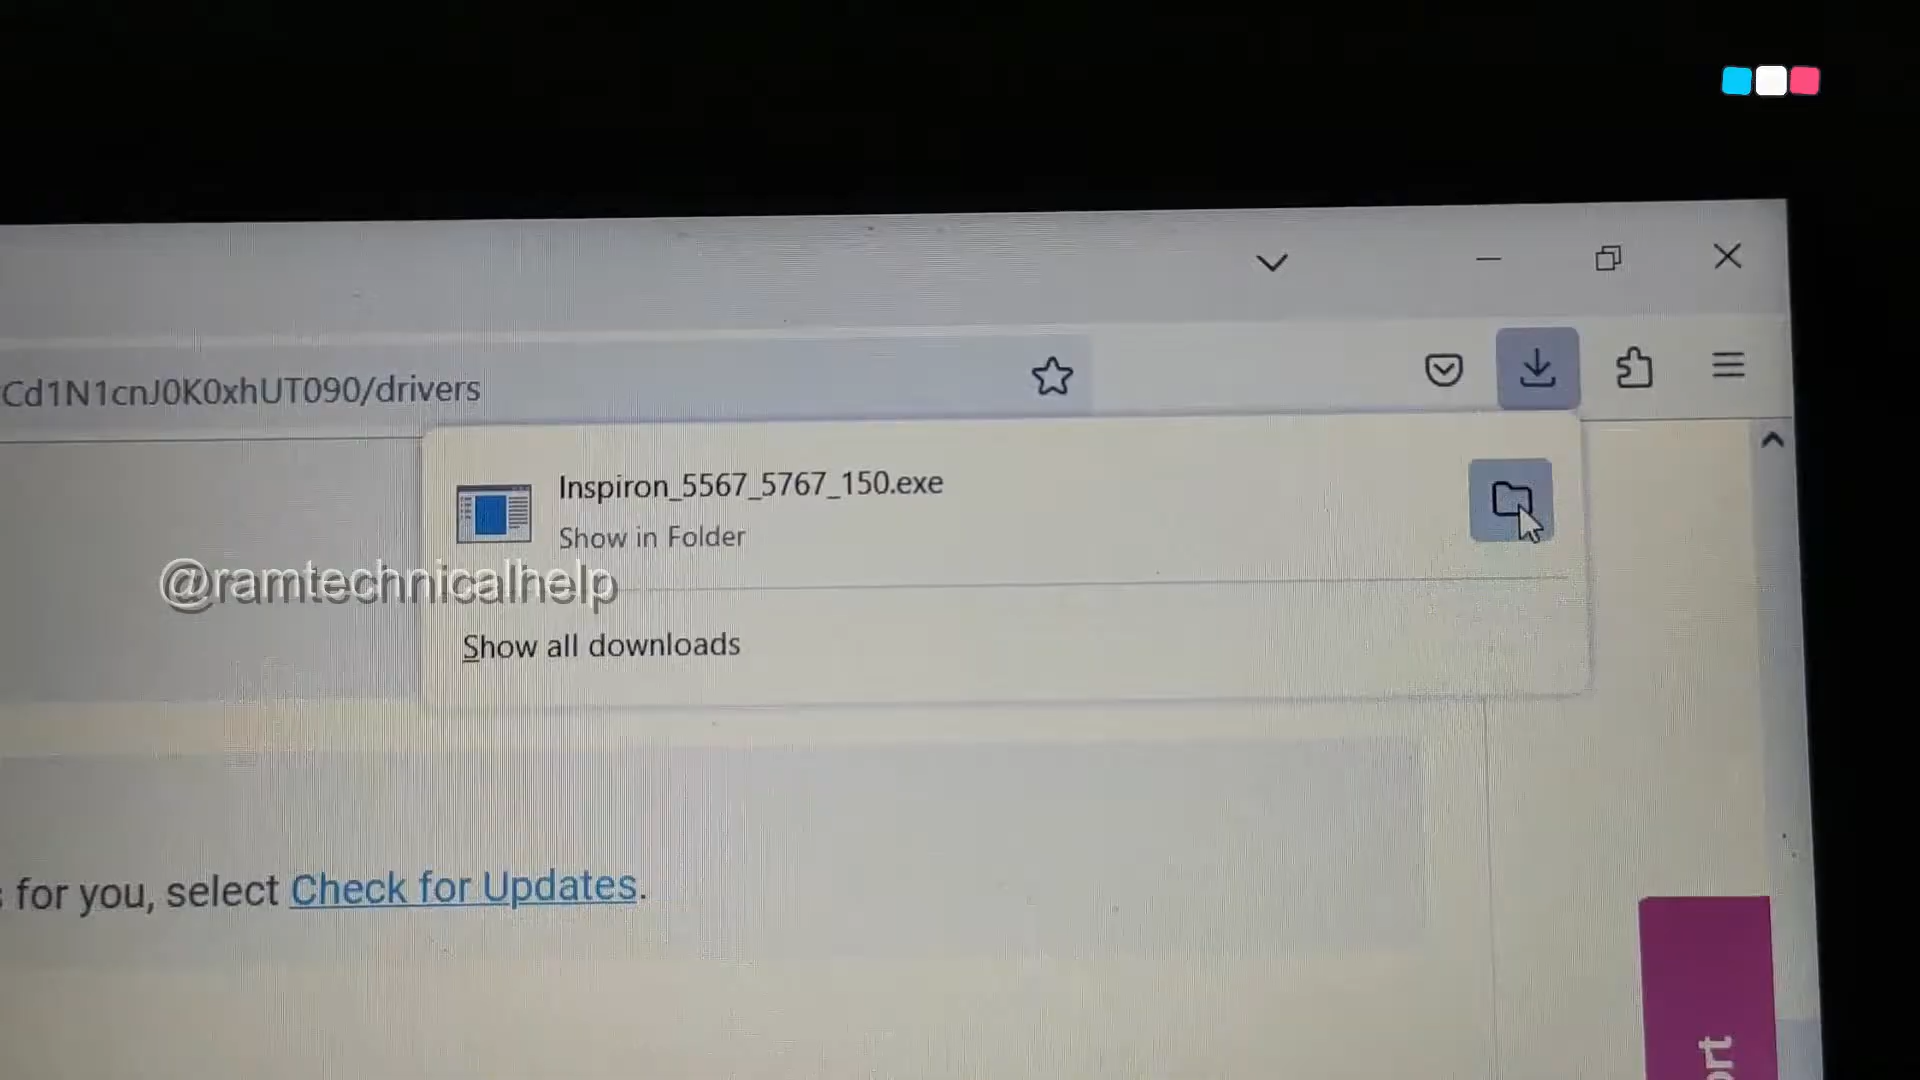 Cd1N1cnJ0K0xhUT090/drivers
Inspiron_5567_5767_150.exe
Show in Folder
@ramtechnicalhelp
Show all downloads
for you, select Check for Updates.